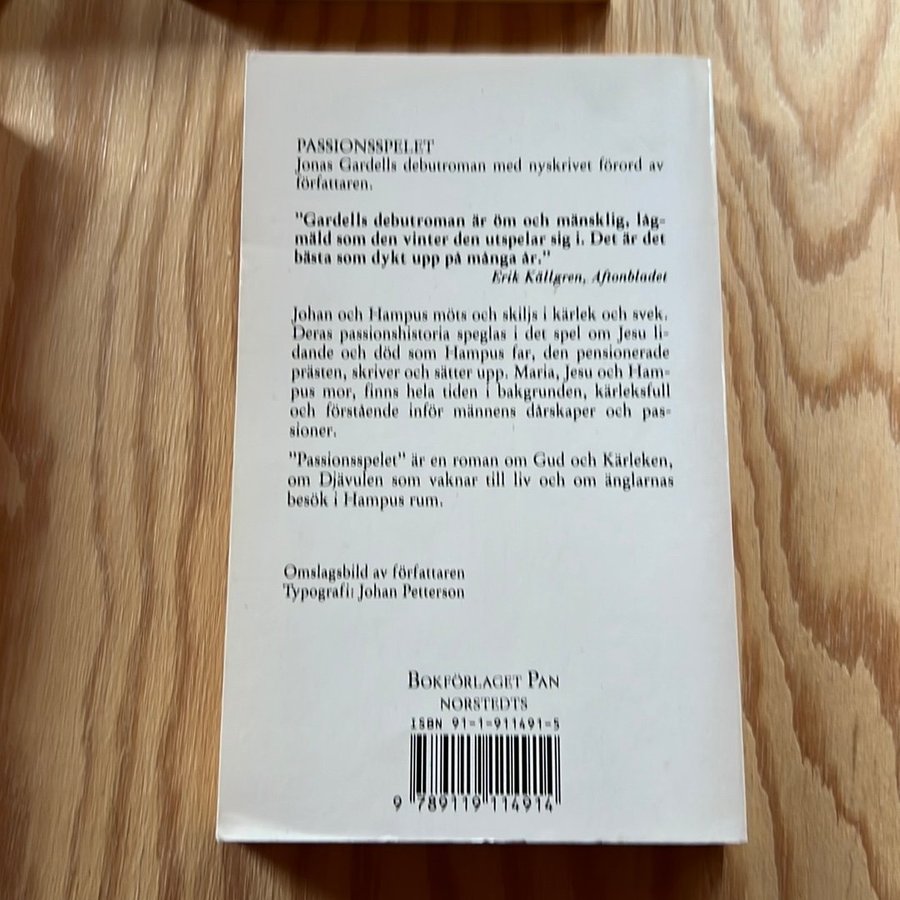 PASSIONSSPELET
Jonas Gardells debutroman med nyskrivet förord av
författaren.
"Gardells debutroman är öm och mänsklig, låg-
mäld som den vinter den utspelar sig i. Det är det
bästa som dykt upp på många år."
Erik Källgren, Aftonbladet
Johan och Hampus möts och skiljs i kärlek och svek.
Deras passionshistoria speglas i det spel om Jesu li-
dande och död som Hampus far, den pensionerade
prästen, skriver och sätter upp. Maria, Jesu och Ham-
pus mor, finns hela tiden i bakgrunden, kärleksfull
och förstående inför männens dårskaper och pas-
sioner.
"Passionsspelet" är en roman om Gud och Kärleken,
om Djävulen som vaknar till liv och om änglarnas
besök i Hampus rum.
Omslagsbild av författaren
Typografi: Johan Petterson
BOKFÖRLAGET PAN
NORSTEDTS
ISBN 91-1-911491-5
9 789119 114914